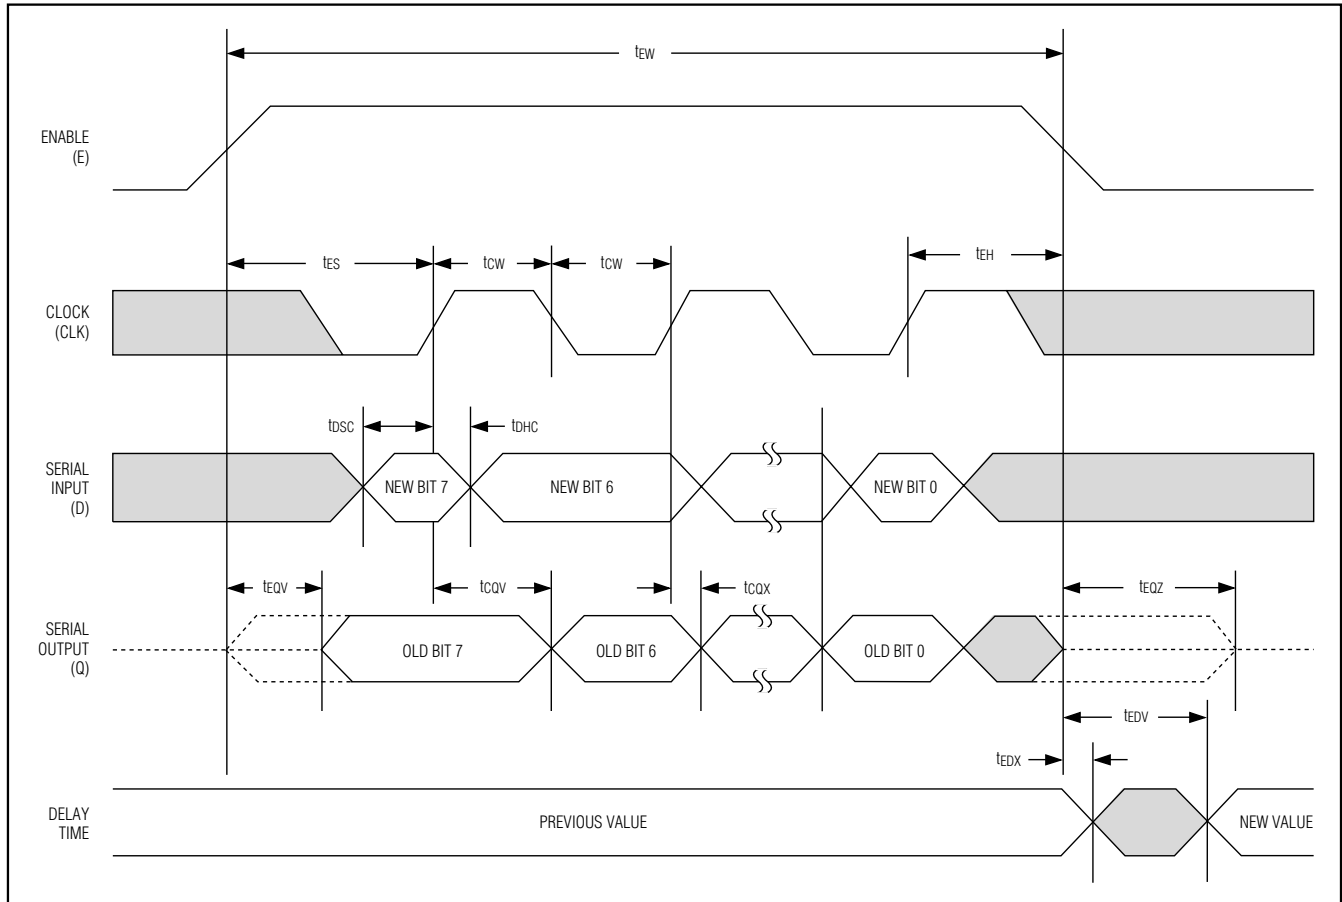 tEW
ENABLE
(E)
tES
tCW
tCW
tEH
CLOCK
(CLK)
tDSC
tDHC
SERIAL
INPUT
(D)
NEW BIT 7
NEW BIT 6
NEW BIT 0
tEQV
tCQV
tCQX
tEQZ
SERIAL
OUTPUT
(Q)
OLD BIT 7
OLD BIT 6
OLD BIT 0
tEDV
tEDX
DELAY
TIME
PREVIOUS VALUE
NEW VALUE